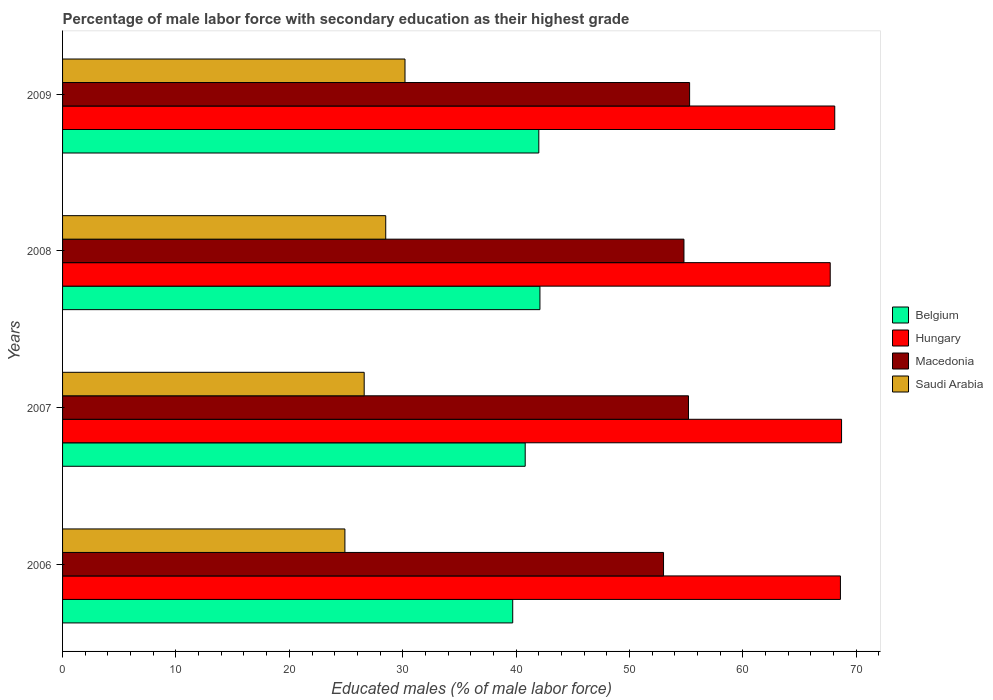 Percentage of male labor force with secondary education as their highest grade
Years
2009
2008
2007
2006
Belgium
Hungary
Macedonia
Saudi Arabia
0 10 20 30 40 50 60 70
Educated males (% of male labor force)